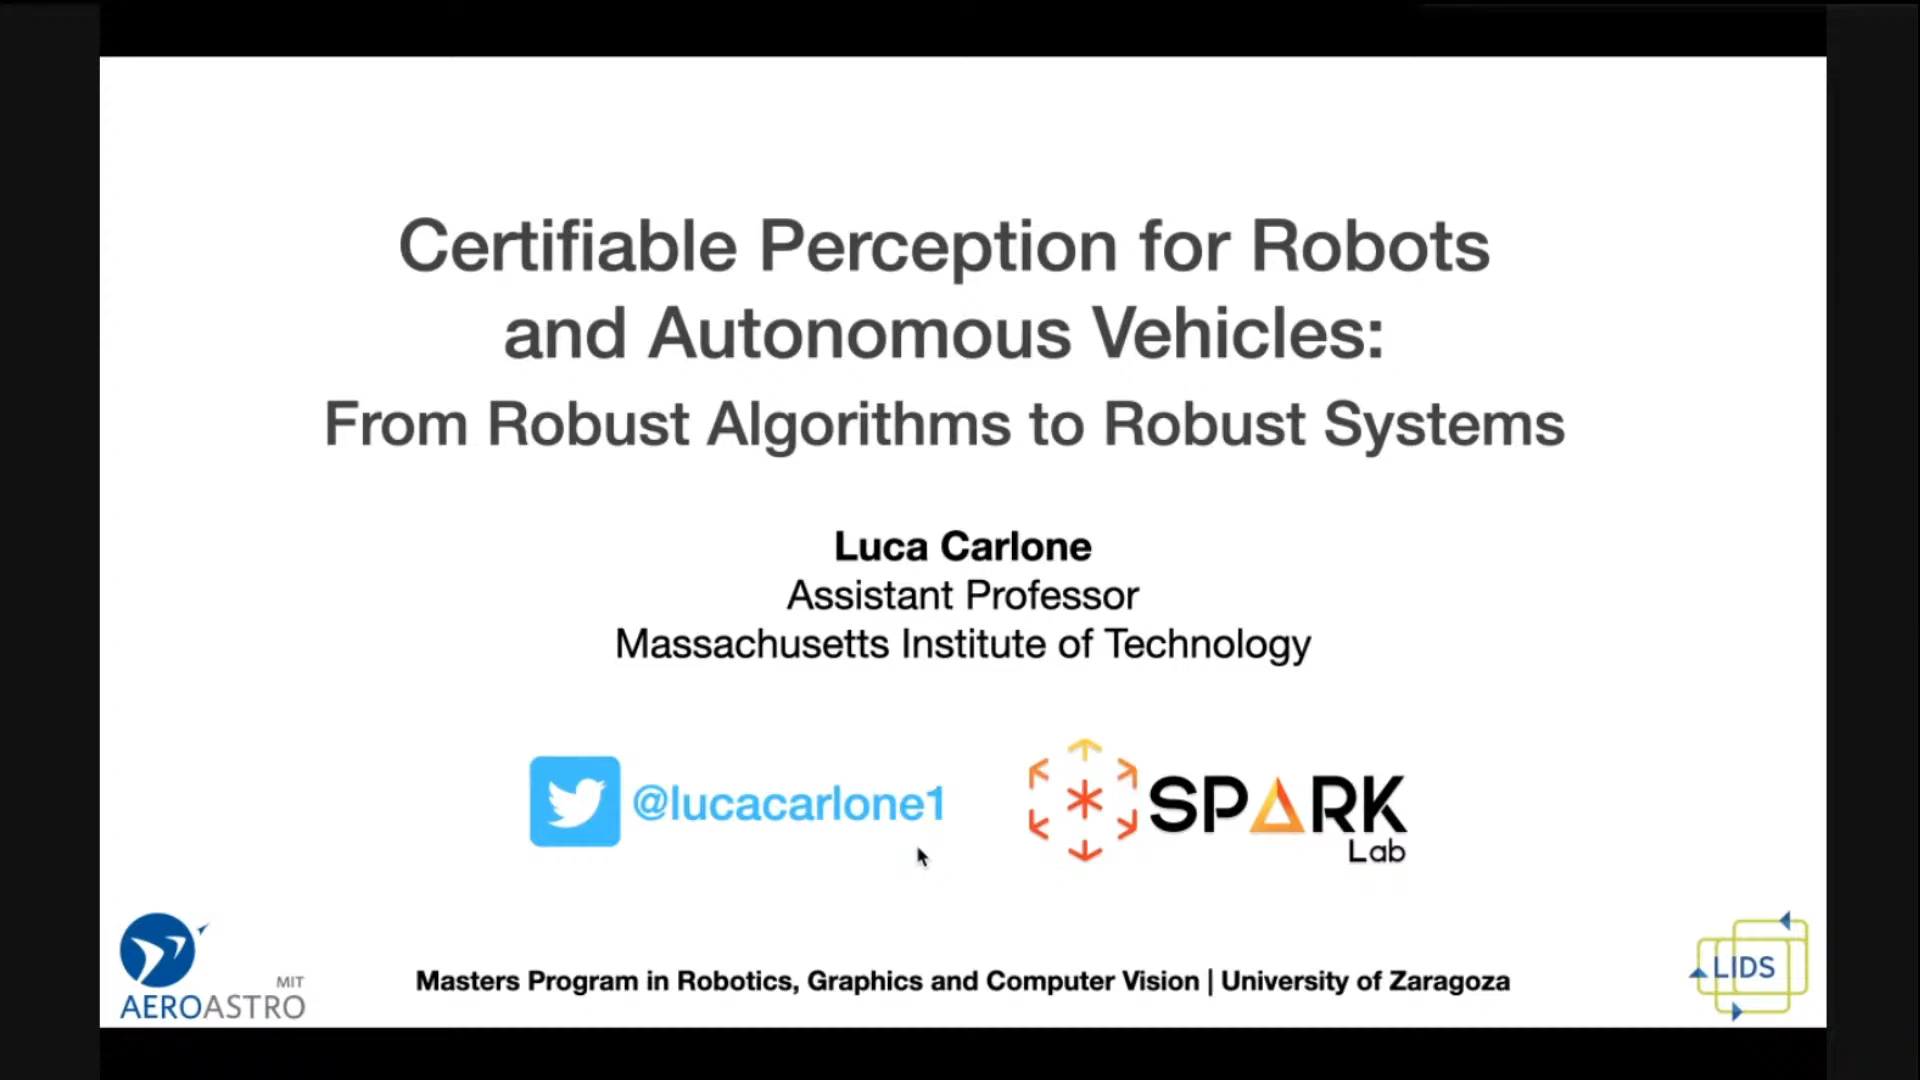 Certifiable Perception for Robots
and Autonomous Vehicles:
From Robust Algorithms to Robust Systems
Luca Carlone
Assistant Professor
Massachusetts Institute of Technology
@lucacarlone1
SPARK
Lab
MIT
AEROASTRO
Masters Program in Robotics, Graphics and Computer Vision | University of Zaragoza
LIDS